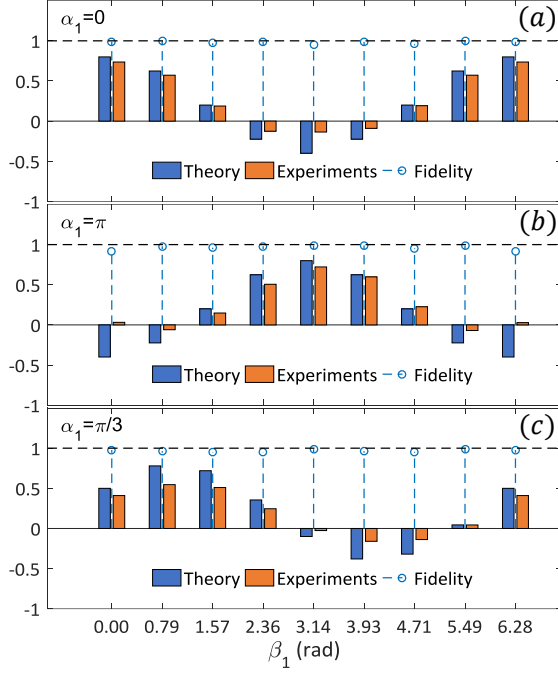 α₁=0 (a)
1
0.5
0
-0.5
-1
Theory Experiments Fidelity
α₁=π (b)
1
0.5
0
-0.5
-1
Theory Experiments Fidelity
α₁=π/3 (c)
1
0.5
0
-0.5
-1
Theory Experiments Fidelity
0.00 0.79 1.57 2.36 3.14 3.93 4.71 5.49 6.28
β₁ (rad)